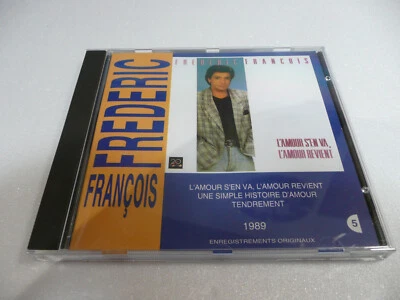 FREDERIC
FRANÇOIS
FREDERIC FRANCOIS
L'AMOUR S'EN VA,
L'AMOUR REVIENT
L'AMOUR S'EN VA, L'AMOUR REVIENT
UNE SIMPLE HISTOIRE D'AMOUR
TENDREMENT
1989
5
ENREGISTREMENTS ORIGINAUX